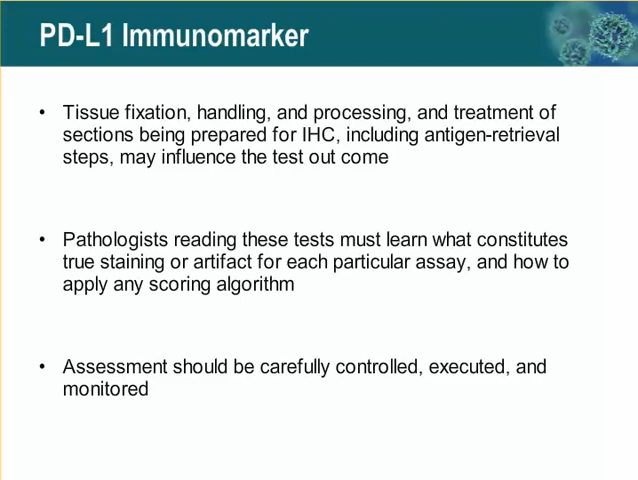 PD-L1 Immunomarker
• Tissue fixation, handling, and processing, and treatment of
sections being prepared for IHC, including antigen-retrieval
steps, may influence the test out come
• Pathologists reading these tests must learn what constitutes
true staining or artifact for each particular assay, and how to
apply any scoring algorithm
• Assessment should be carefully controlled, executed, and
monitored